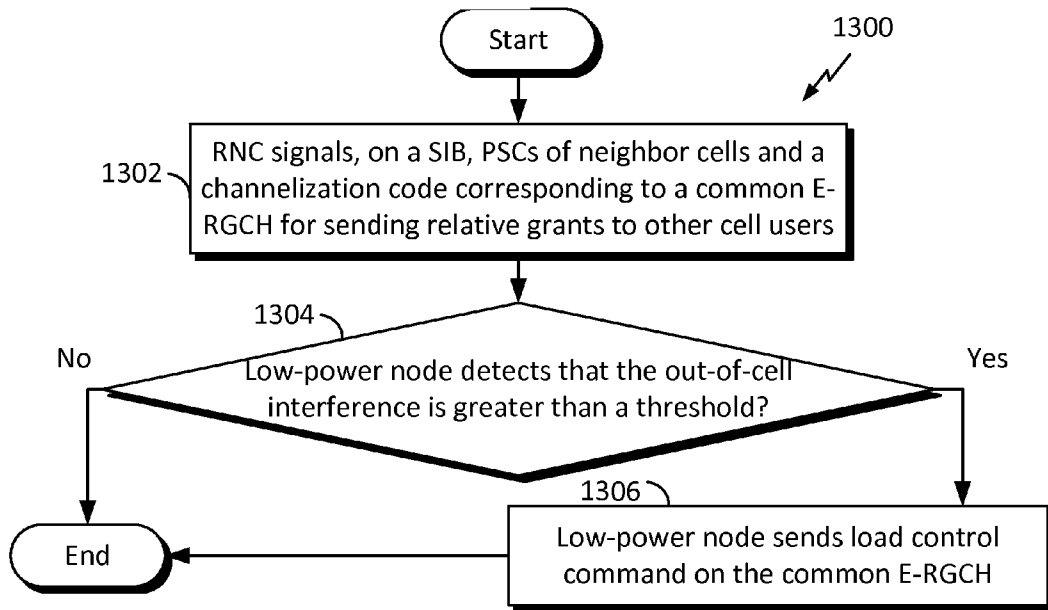 Start
1300
1302
RNC signals, on a SIB, PSCs of neighbor cells and a
channelization code corresponding to a common E-
RGCH for sending relative grants to other cell users
1304
No
Yes
Low-power node detects that the out-of-cell
interference is greater than a threshold?
1306
End
Low-power node sends load control
command on the common E-RGCH